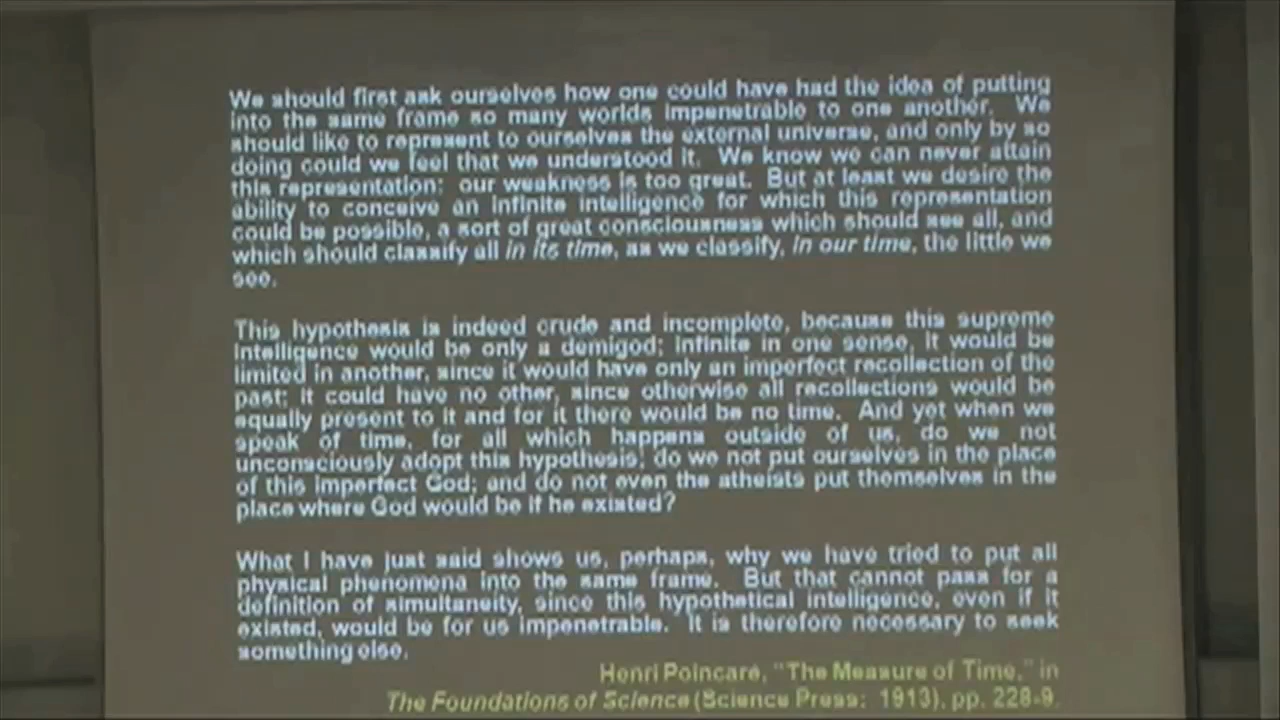 We should first ask ourselves how one could have had the idea of putting
into the same frame so many worlds impenetrable to one another. We
should like to represent to ourselves the external universe, and only by so
doing could we feel that we understood it. We know we can never attain
this representation: our weakness is too great. But at least we desire the
ability to conceive an infinite intelligence for which this representation
could be possible, a sort of great consciousness which should see all, and
which should classify all in its time, as we classify, in our time, the little we
see.
This hypothesis is indeed crude and incomplete, because this supreme
intelligence would be only a demigod; infinite in one sense, it would be
limited in another, since it would have only an imperfect recollection of the
past; it could have no other, since otherwise all recollections would be
equally present to it and for it there would be no time. And yet when we
speak of time, for all which happens outside of us, do we not
unconsciously adopt this hypothesis; do we not put ourselves in the place
of this imperfect God; and do not even the atheists put themselves in the
place where God would be if he existed?
What I have just said shows us, perhaps, why we have tried to put all
physical phenomena into the same frame. But that cannot pass for a
definition of simultaneity, since this hypothetical intelligence, even if it
existed, would be for us impenetrable. It is therefore necessary to seek
something else.
Henri Poincaré, "The Measure of Time," in
The Foundations of Science (Science Press: 1913), pp. 228-9.